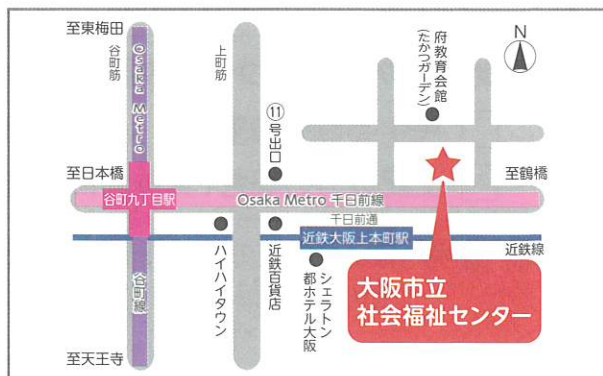 至東梅田
谷町筋
Osaka Metro
上町筋
⑪号出口
府教育会館
(たかつガーデン)
N
至日本橋
谷町九丁目駅
Osaka Metro 千日前線
至鶴橋
千日前通
近鉄大阪上本町駅
近鉄線
谷町線
ハイハイタウン
近鉄百貨店
シェラトン
都ホテル大阪
大阪市立
社会福祉センター
至天王寺